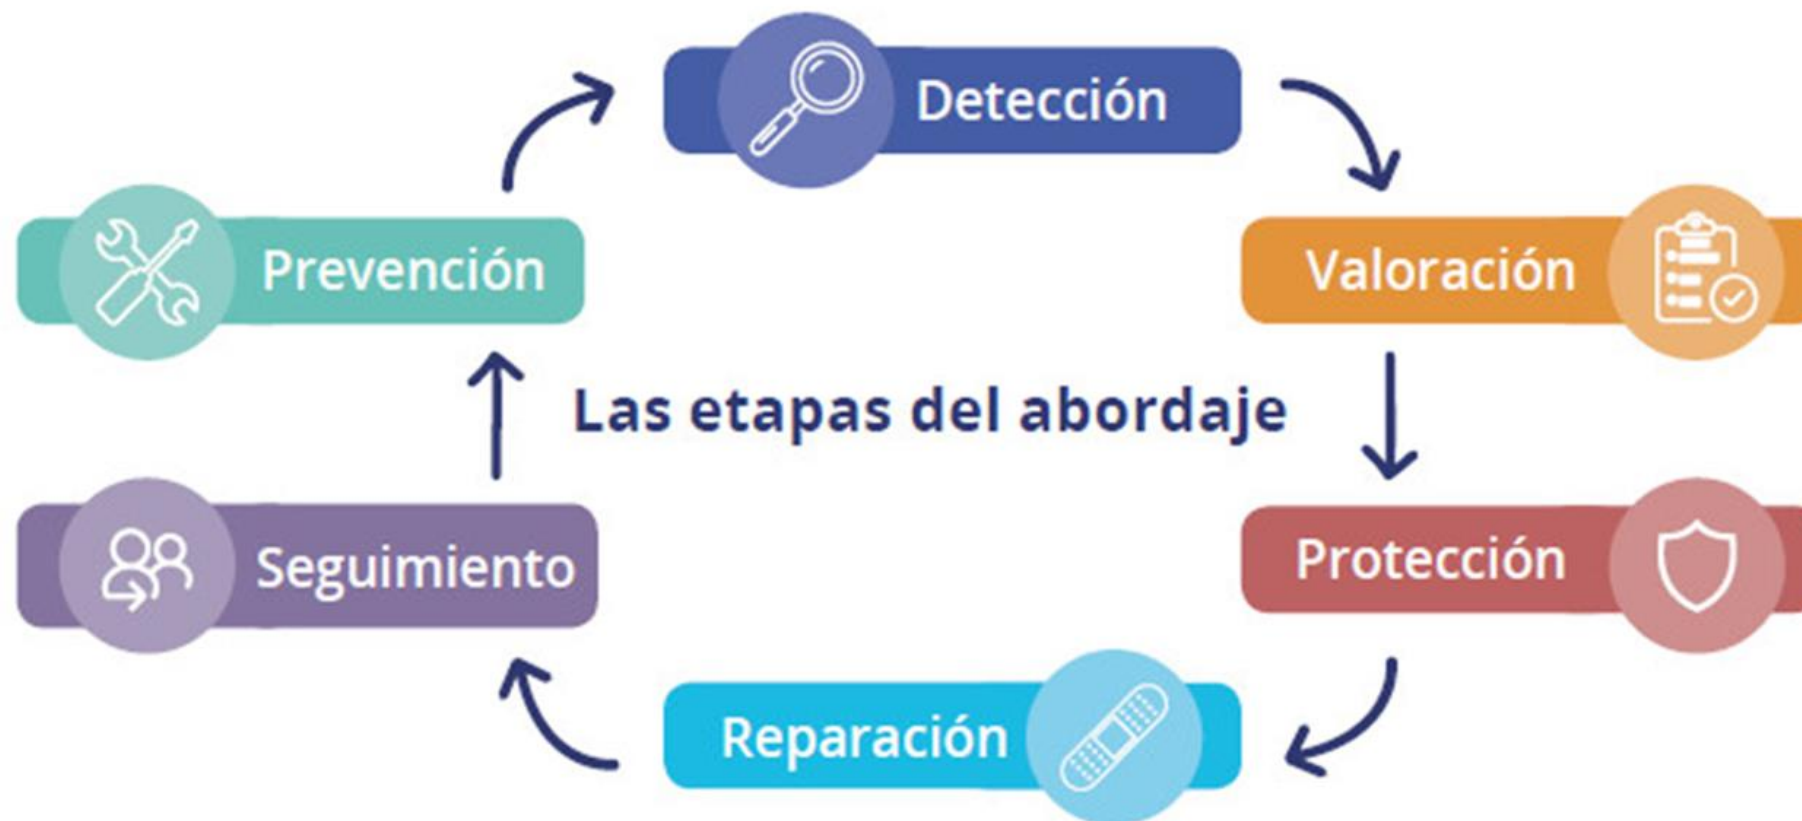 Detección
Prevención
Valoración
Las etapas del abordaje
Seguimiento
Protección
Reparación